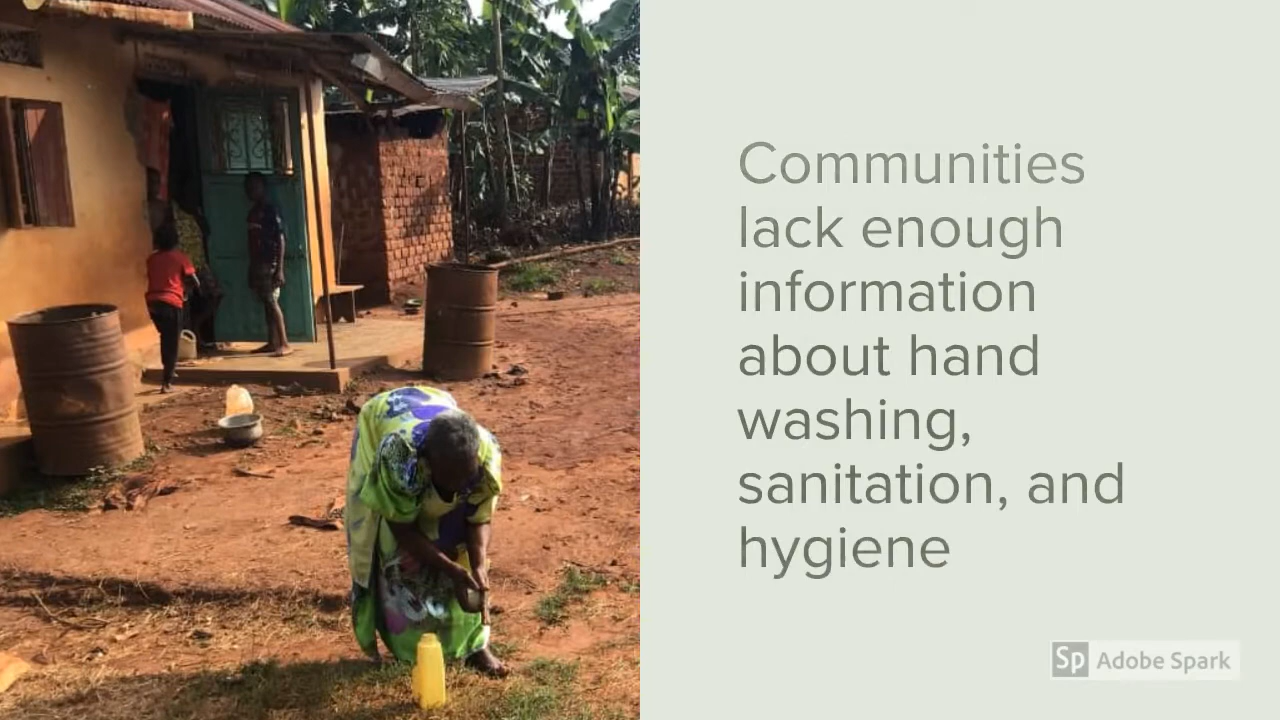 Communities
lack enough
information
about hand
washing,
sanitation, and
hygiene
Sp Adobe Spark